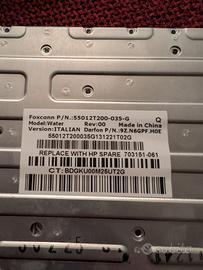 Foxconn P/N.:55012T200-035-G Q
Model:Water Rev:00 Made in China
Version:ITALIAN Darfon P/N.:9Z.N6GPF.H0E
55012T200035G131221T02G
REPLACE WITH HP SPARE 703151-061
CT:BDGKU00M25UT2G